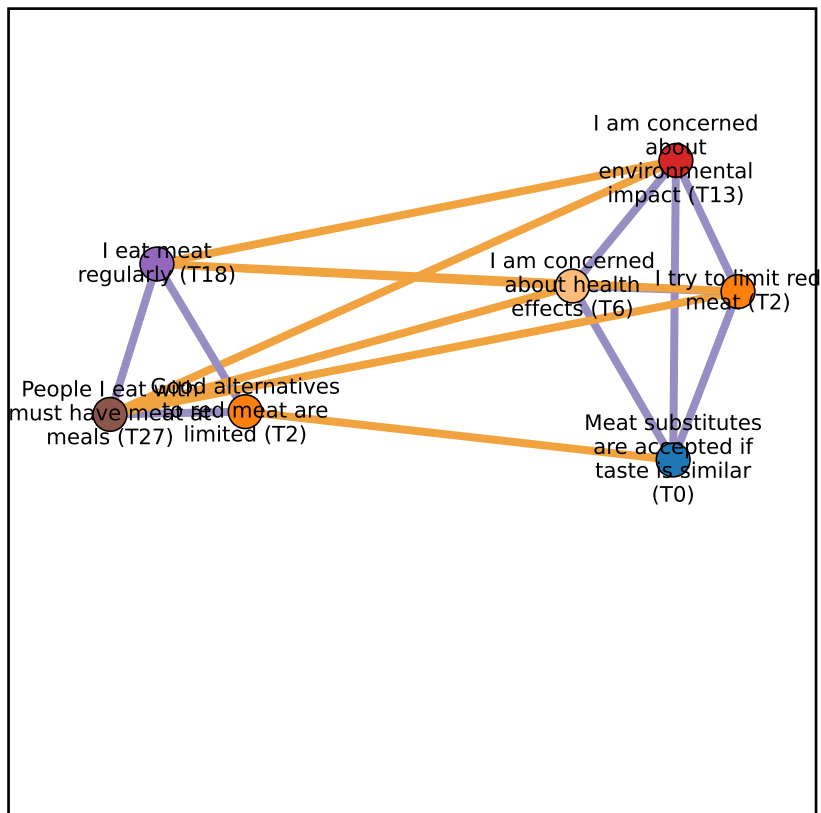 I am concerned
about
environmental
impact (T13)
I eat meat
regularly (T18)
I am concerned
about health
effects (T6)
I try to limit red
meat (T2)
People I eat with
must have meat at
meals (T27)
Good alternatives
to red meat are
limited (T2)
Meat substitutes
are accepted if
taste is similar
(T0)